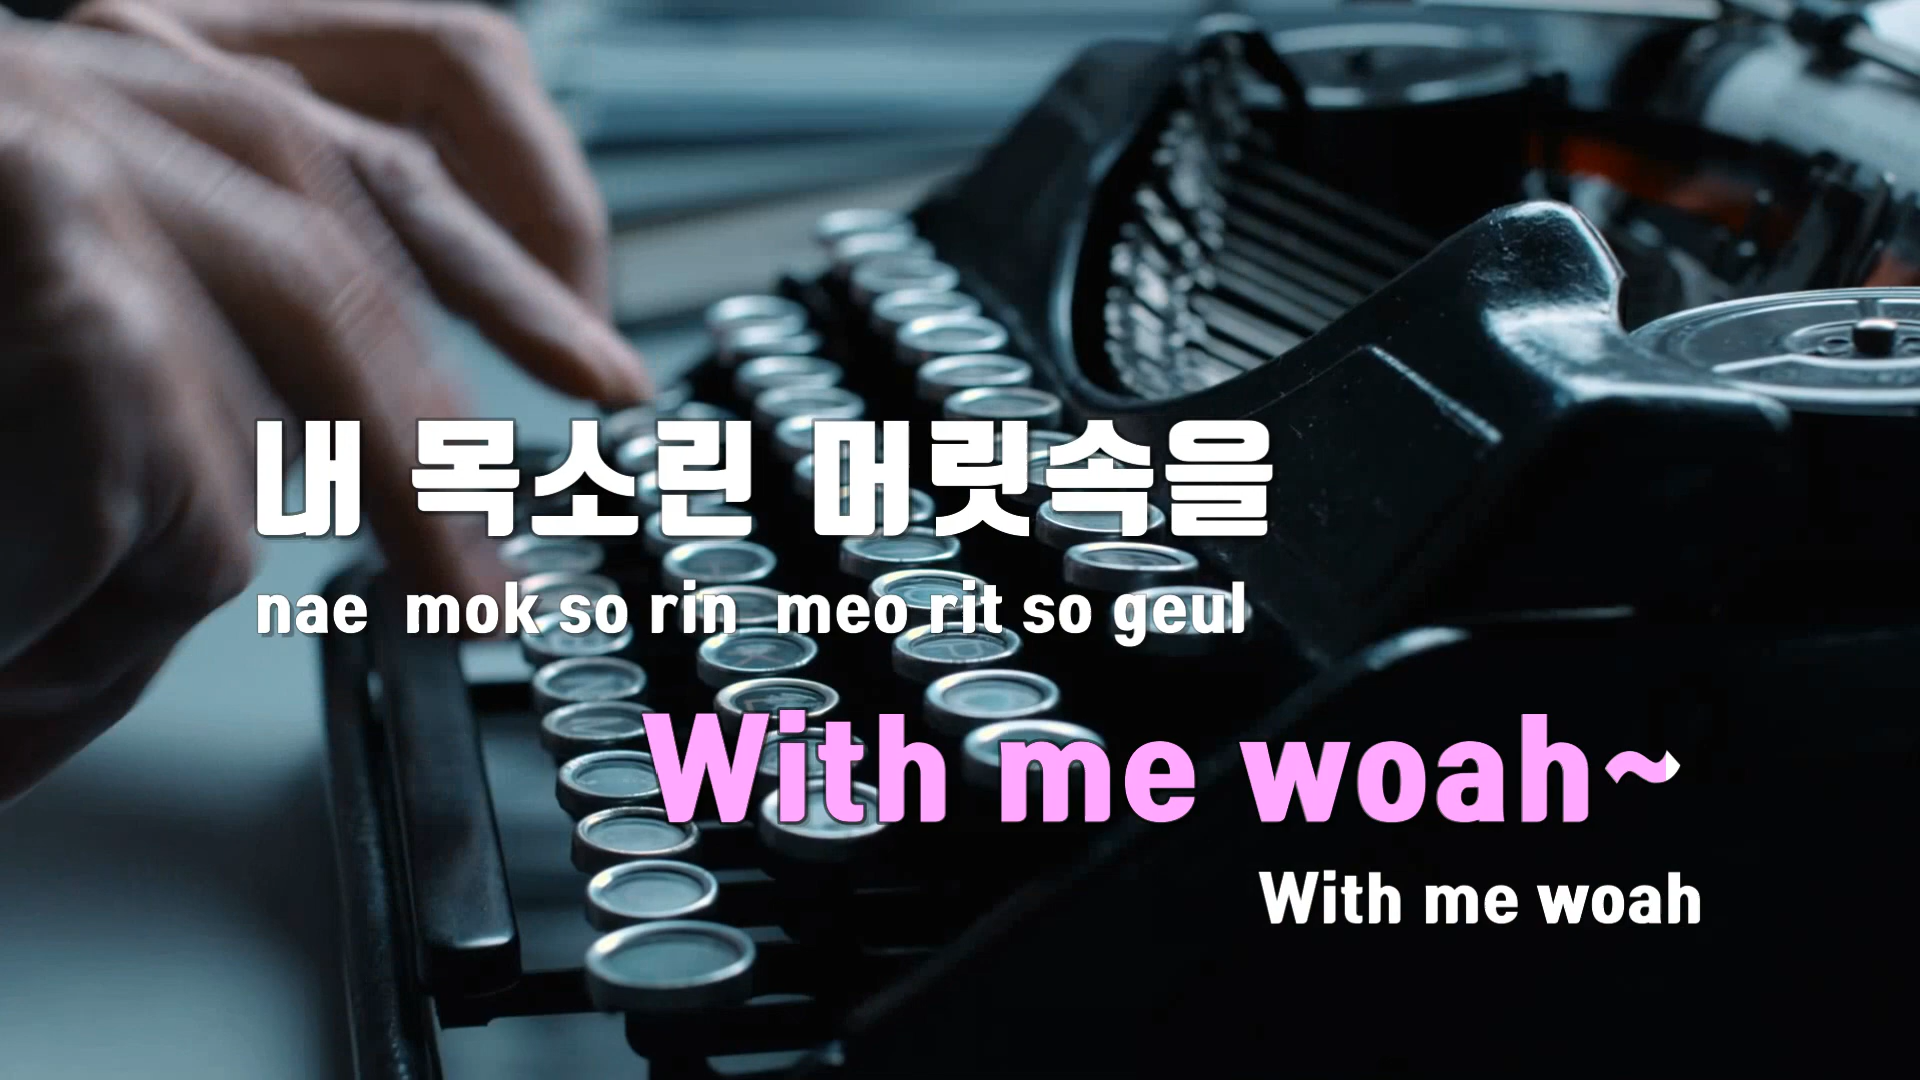 내 목소린 머릿속을
nae mok so rin meo rit so geul
With me woah~
With me woah